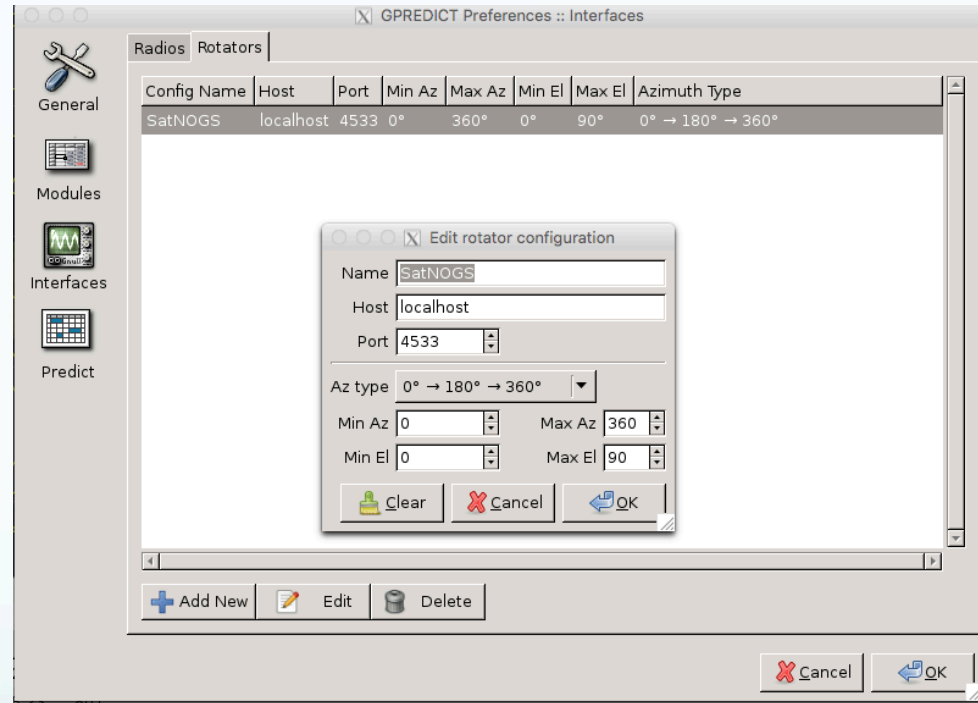 X GPREDICT Preferences :: Interfaces
General
Modules
Interfaces
Predict
Radios Rotators
Config Name Host Port Min Az Max Az Min El Max El Azimuth Type
SatNOGS localhost 4533 0° 360° 0° 90° 0° → 180° → 360°
X Edit rotator configuration
Name SatNOGS
Host localhost
Port 4533
Az type 0° → 180° → 360°
Min Az 0 Max Az 360
Min El 0 Max El 90
Clear Cancel OK
Add New Edit Delete
Cancel OK